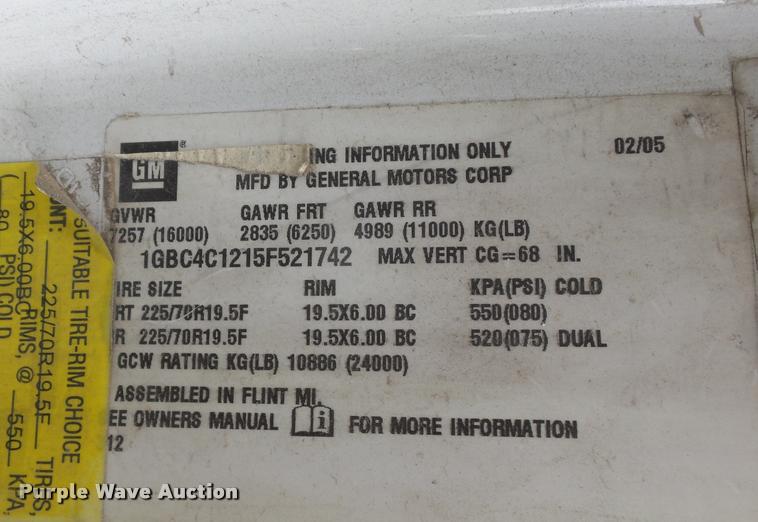 GM ® ING INFORMATION ONLY 02/05
MFD BY GENERAL MOTORS CORP
GVWR GAWR FRT GAWR RR
7257 (16000) 2835 (6250) 4989 (11000) KG(LB)
1GBC4C1215F521742 MAX VERT CG=68 IN.
IRE SIZE RIM KPA(PSI) COLD
RT 225/70R19.5F 19.5X6.00 BC 550(080)
R 225/70R19.5F 19.5X6.00 BC 520(075) DUAL
GCW RATING KG(LB) 10886 (24000)
ASSEMBLED IN FLINT MI.
EE OWNERS MANUAL i FOR MORE INFORMATION
12
SUITABLE TIRE-RIM CHOICE
NT: 225/70R19.5F TIRES,
19.5X6.00BC RIMS, @ 550 KPA,
( 80 PSI) COLD
Purple Wave Auction